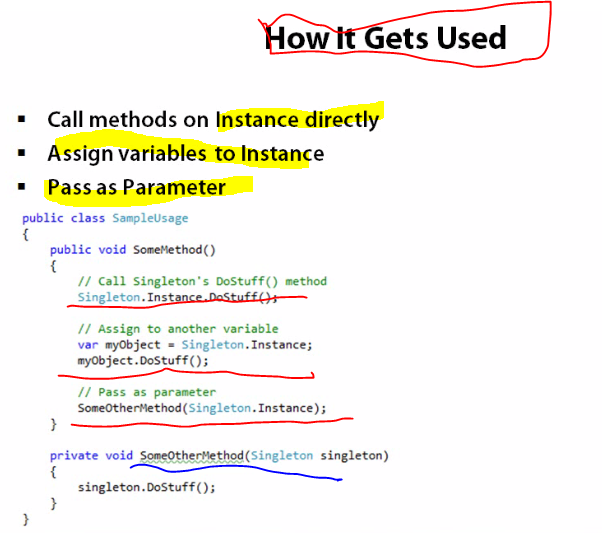 How It Gets Used
▪ Call methods on Instance directly
▪ Assign variables to Instance
▪ Pass as Parameter
public class SampleUsage
{
    public void SomeMethod()
    {
        // Call Singleton's DoStuff() method
        Singleton.Instance.DoStuff();
        // Assign to another variable
        var myObject = Singleton.Instance;
        myObject.DoStuff();
        // Pass as parameter
        SomeOtherMethod(Singleton.Instance);
    }
    private void SomeOtherMethod(Singleton singleton)
    {
        singleton.DoStuff();
    }
}